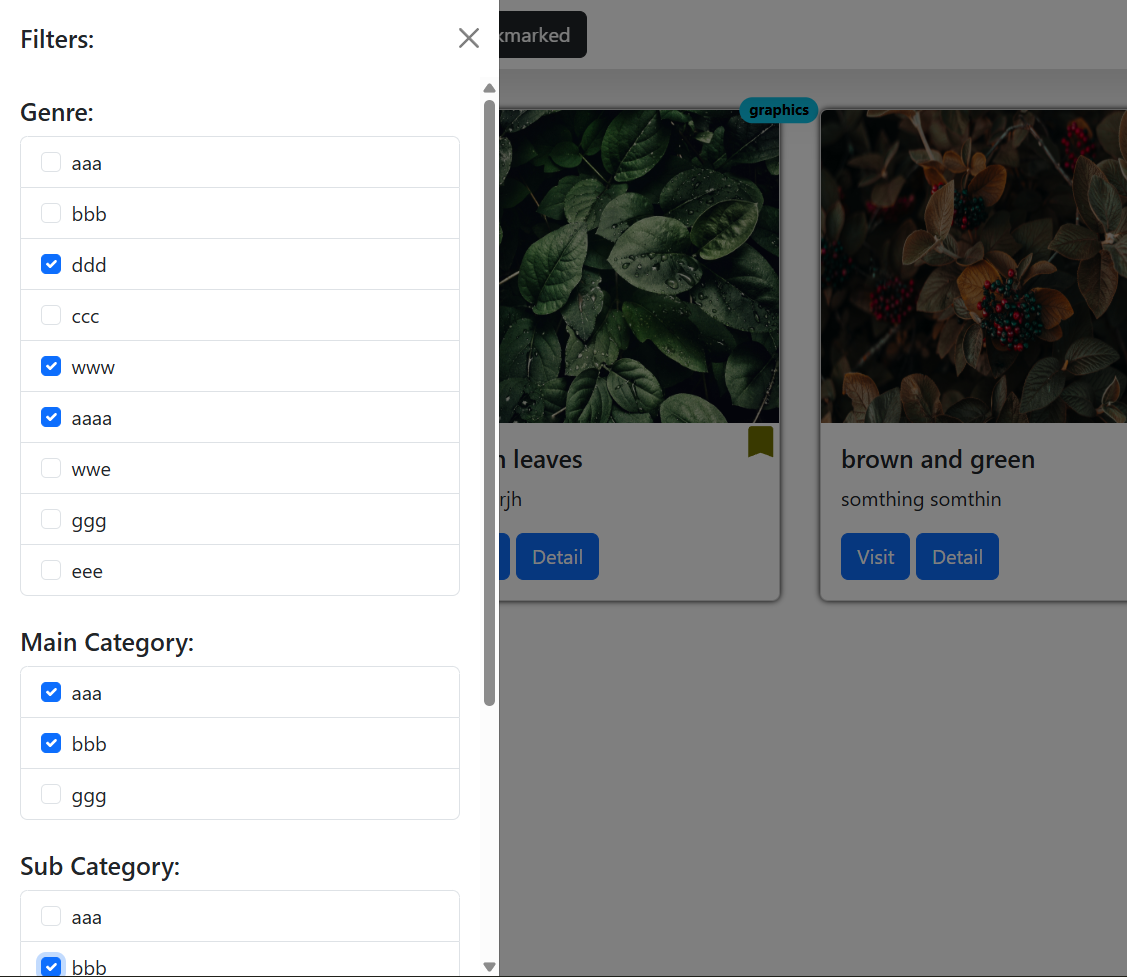 Filters:
kmarked
Genre:
aaa
bbb
ddd
ccc
www
aaaa
wwe
ggg
eee
Main Category:
aaa
bbb
ggg
Sub Category:
aaa
bbb
graphics
leaves
rjh
Detail
brown and green
somthing somthin
Visit
Detail